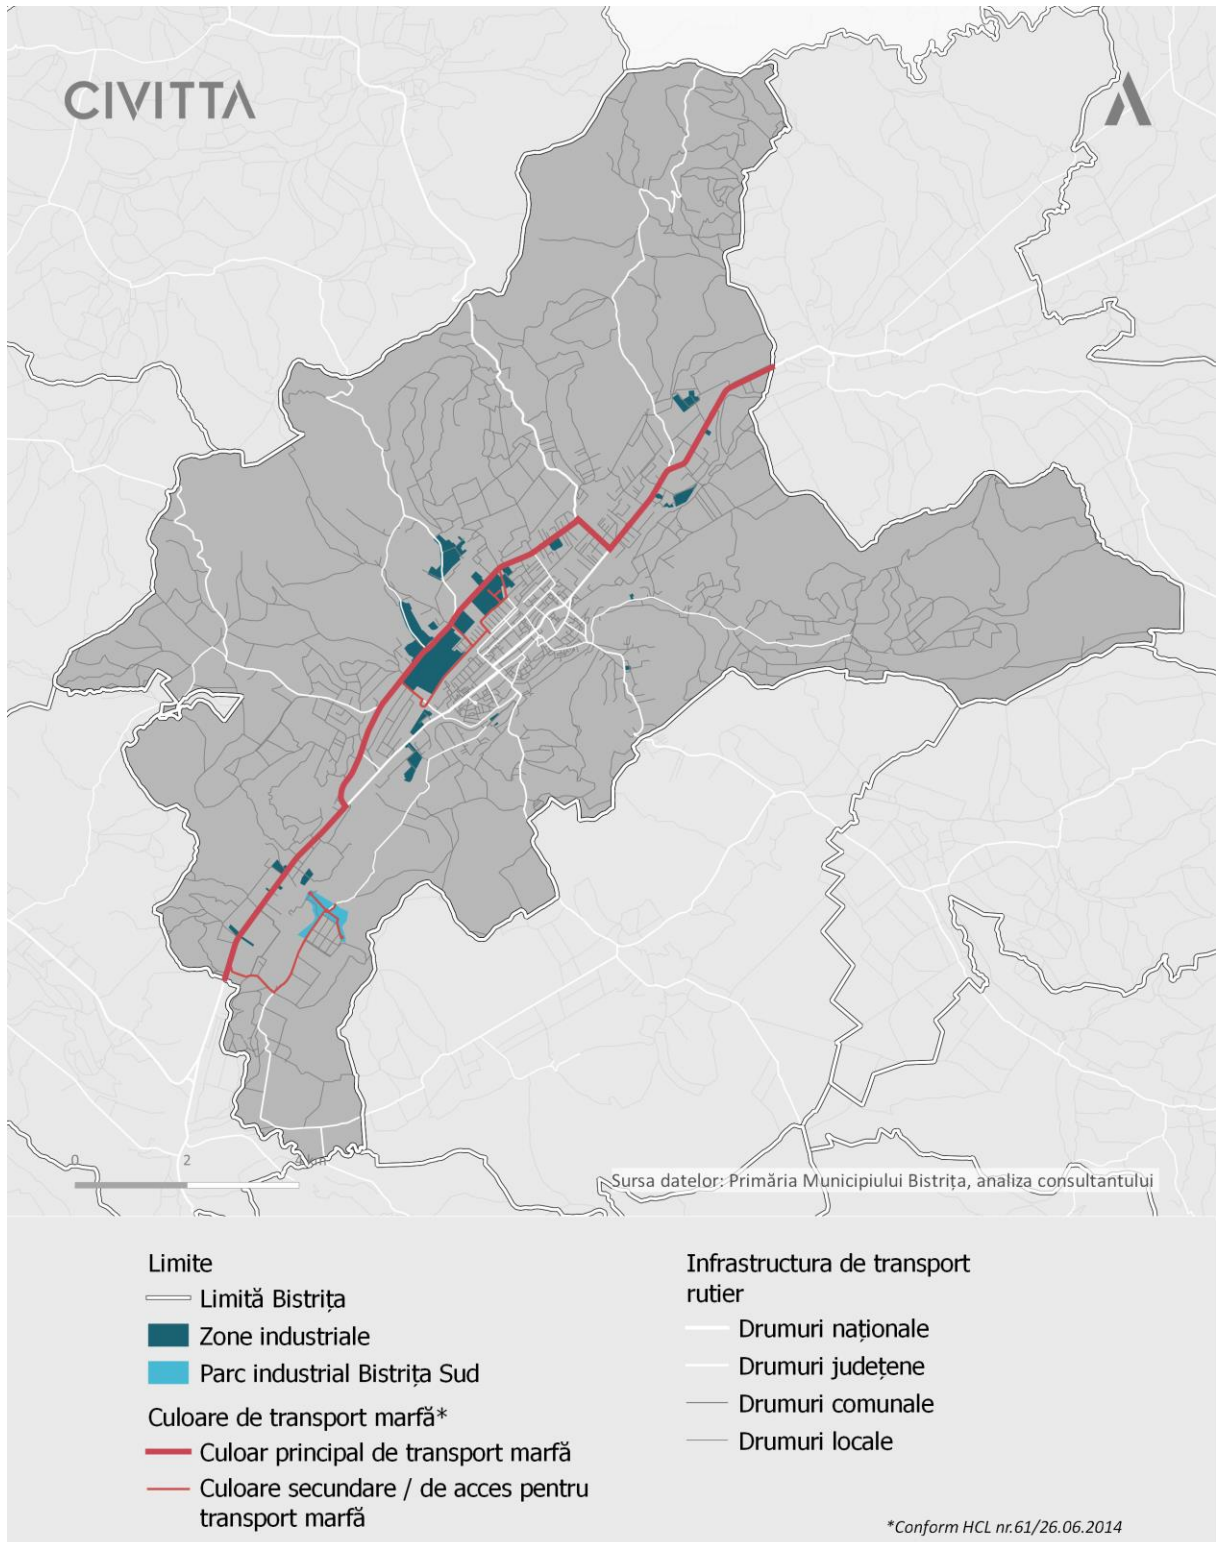 CIVITTA
0 2 4 km
Sursa datelor: Primăria Municipiului Bistrița, analiza consultantului
Limite
Limită Bistrița
Zone industriale
Parc industrial Bistrița Sud
Culoare de transport marfă*
Culoar principal de transport marfă
Culoare secundare / de acces pentru
transport marfă
Infrastructura de transport
rutier
Drumuri naționale
Drumuri județene
Drumuri comunale
Drumuri locale
*Conform HCL nr.61/26.06.2014